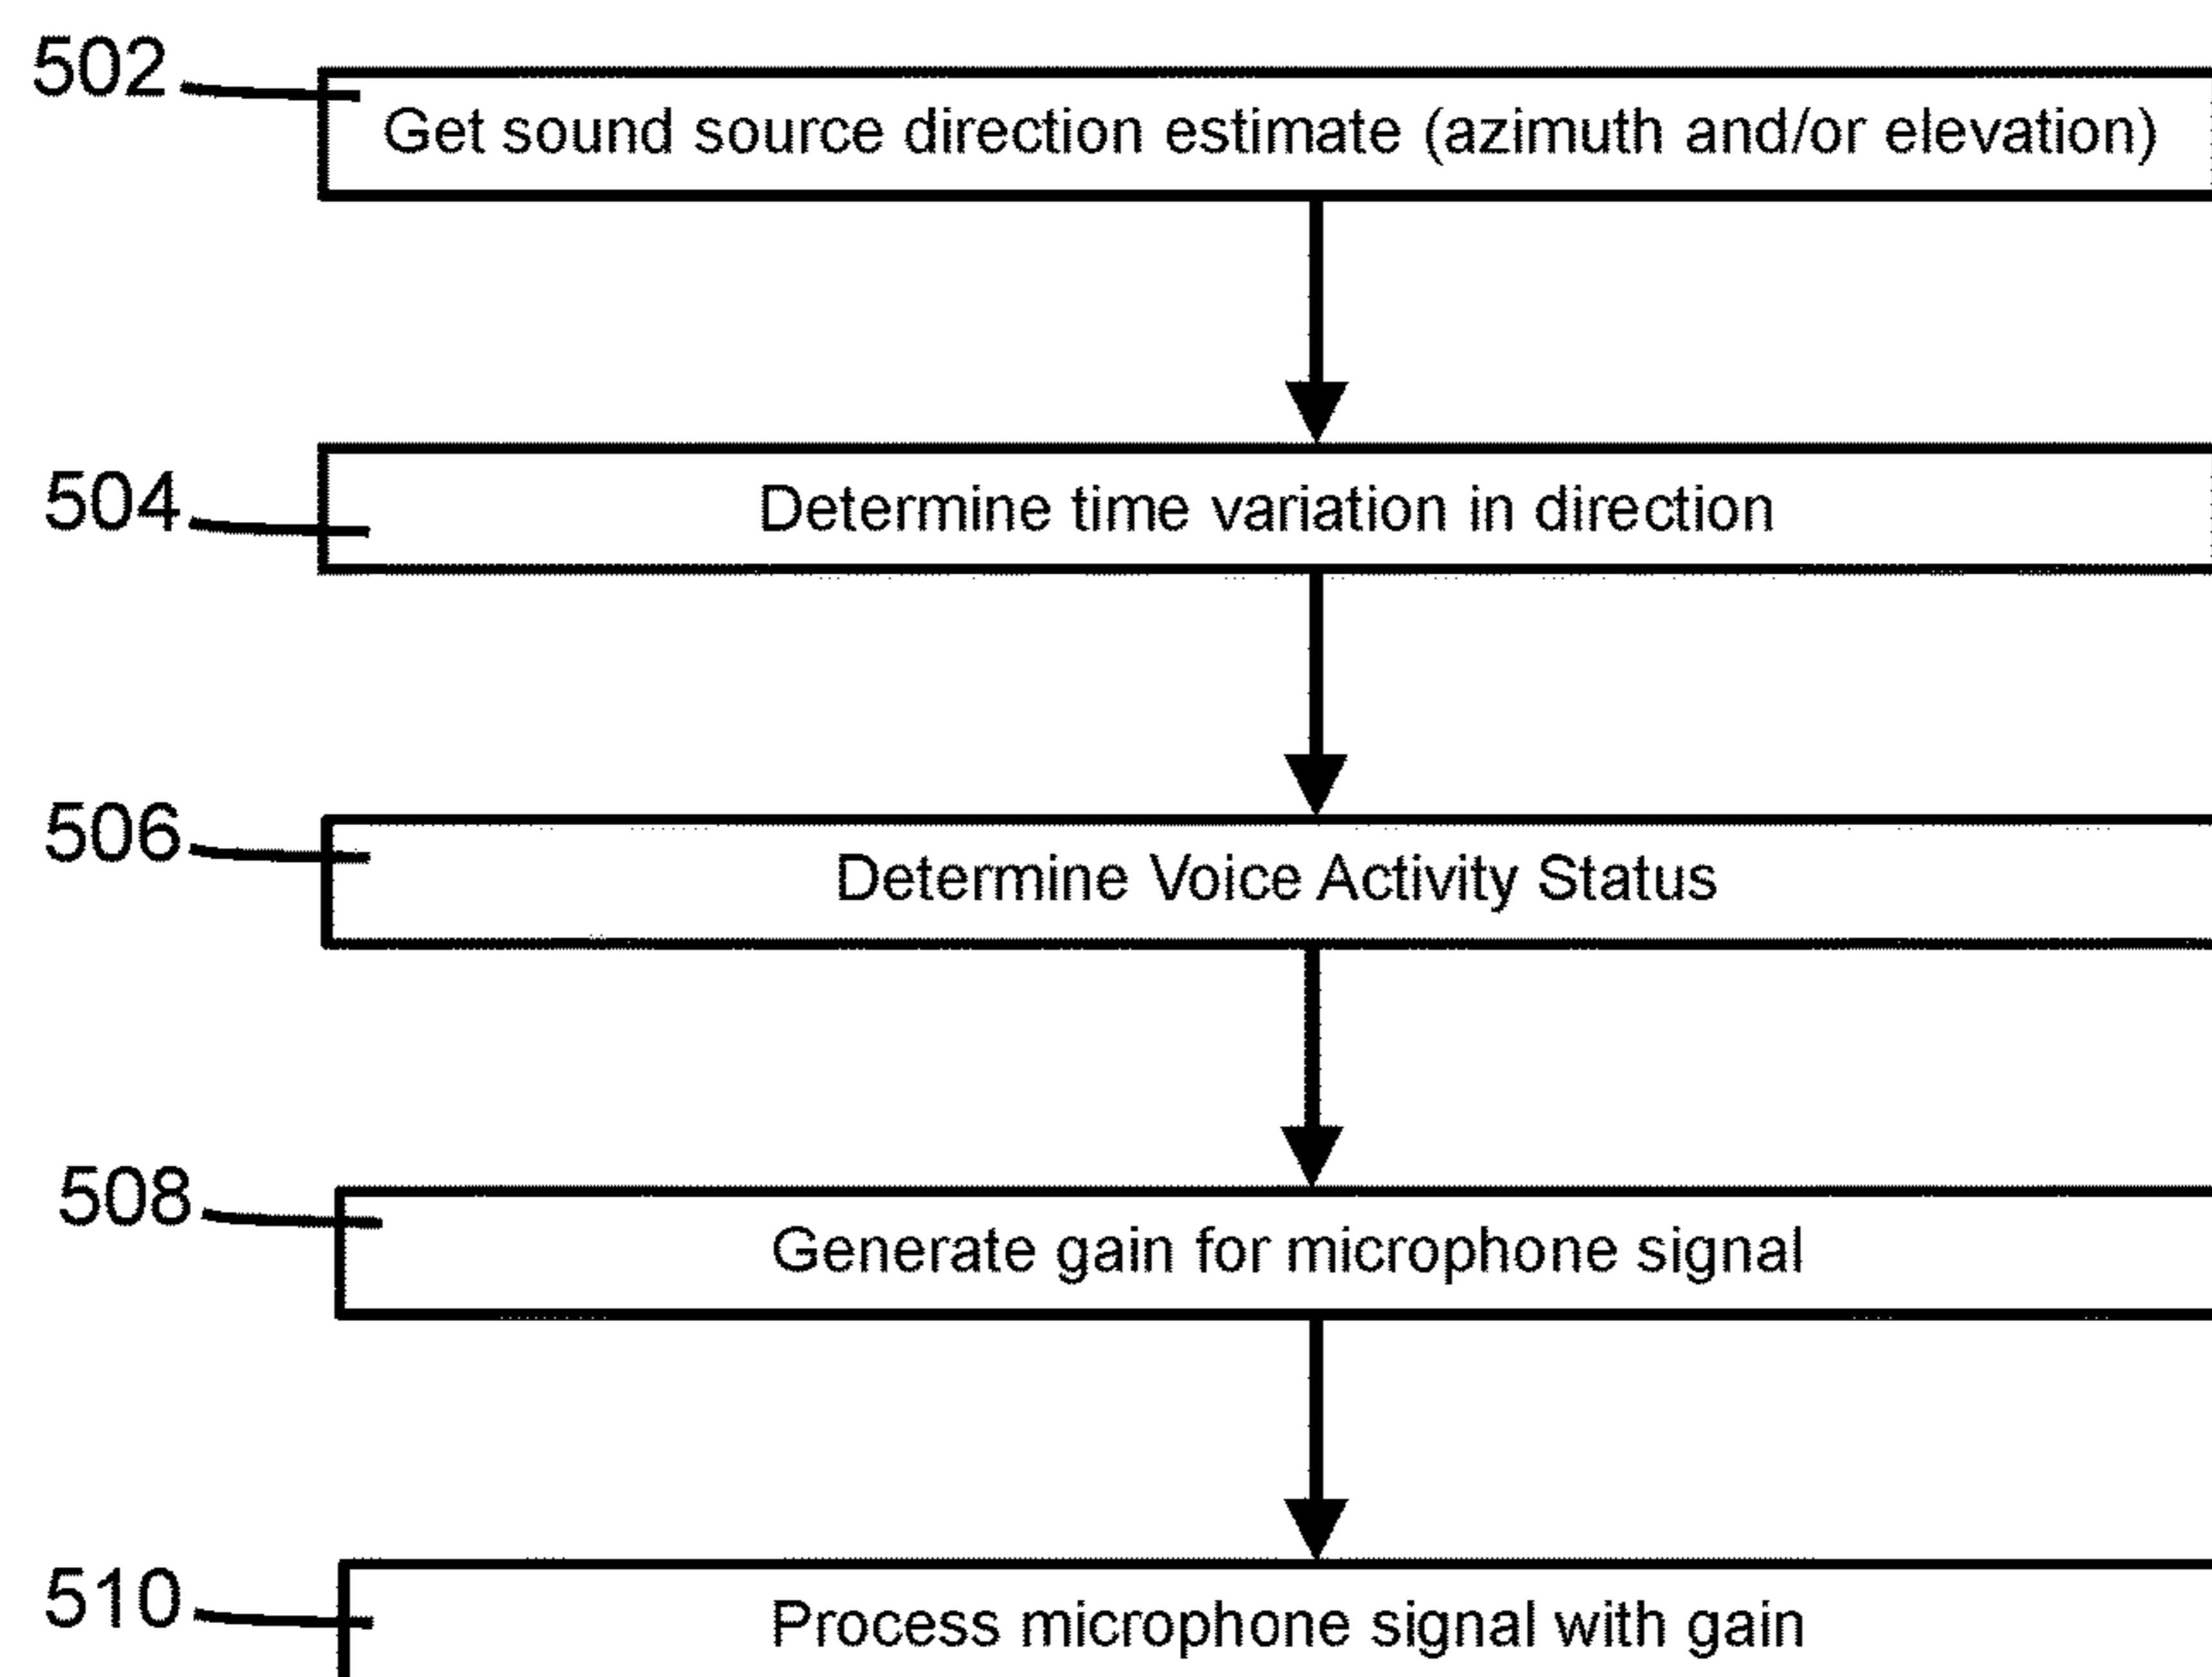 502
Get sound source direction estimate (azimuth and/or elevation)
504
Determine time variation in direction
506
Determine Voice Activity Status
508
Generate gain for microphone signal
510
Process microphone signal with gain